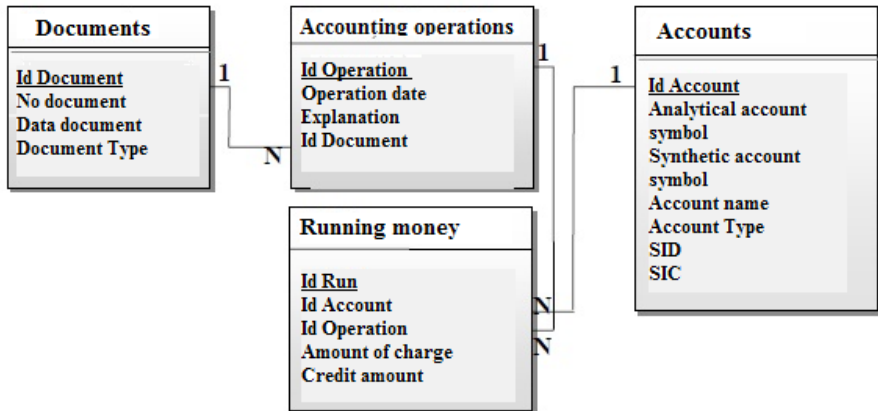 Documents
Id Document
No document
Data document
Document Type
1
N
Accounting operations
Id Operation
Operation date
Explanation
Id Document
1
Running money
Id Run
Id Account
Id Operation
Amount of charge
Credit amount
N
N
1
Accounts
Id Account
Analytical account
symbol
Synthetic account
symbol
Account name
Account Type
SID
SIC